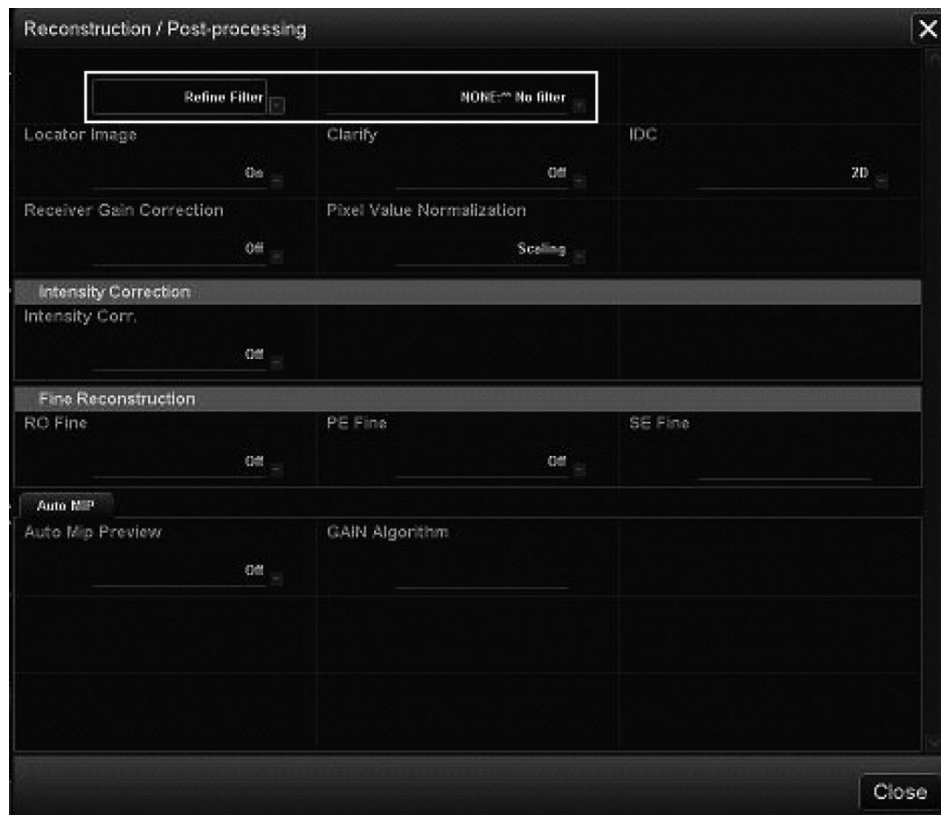 Reconstruction / Post-processing
Refine Filter NONE:^^ No filter
Locator Image Clarify IDC
On Off 2D
Receiver Gain Correction Pixel Value Normalization
Off Scaling
Intensity Correction
Intensity Corr.
Off
Fine Reconstruction
RO Fine PE Fine SE Fine
Off Off
Auto MIP
Auto Mip Preview GAIN Algorithm
Off
Close